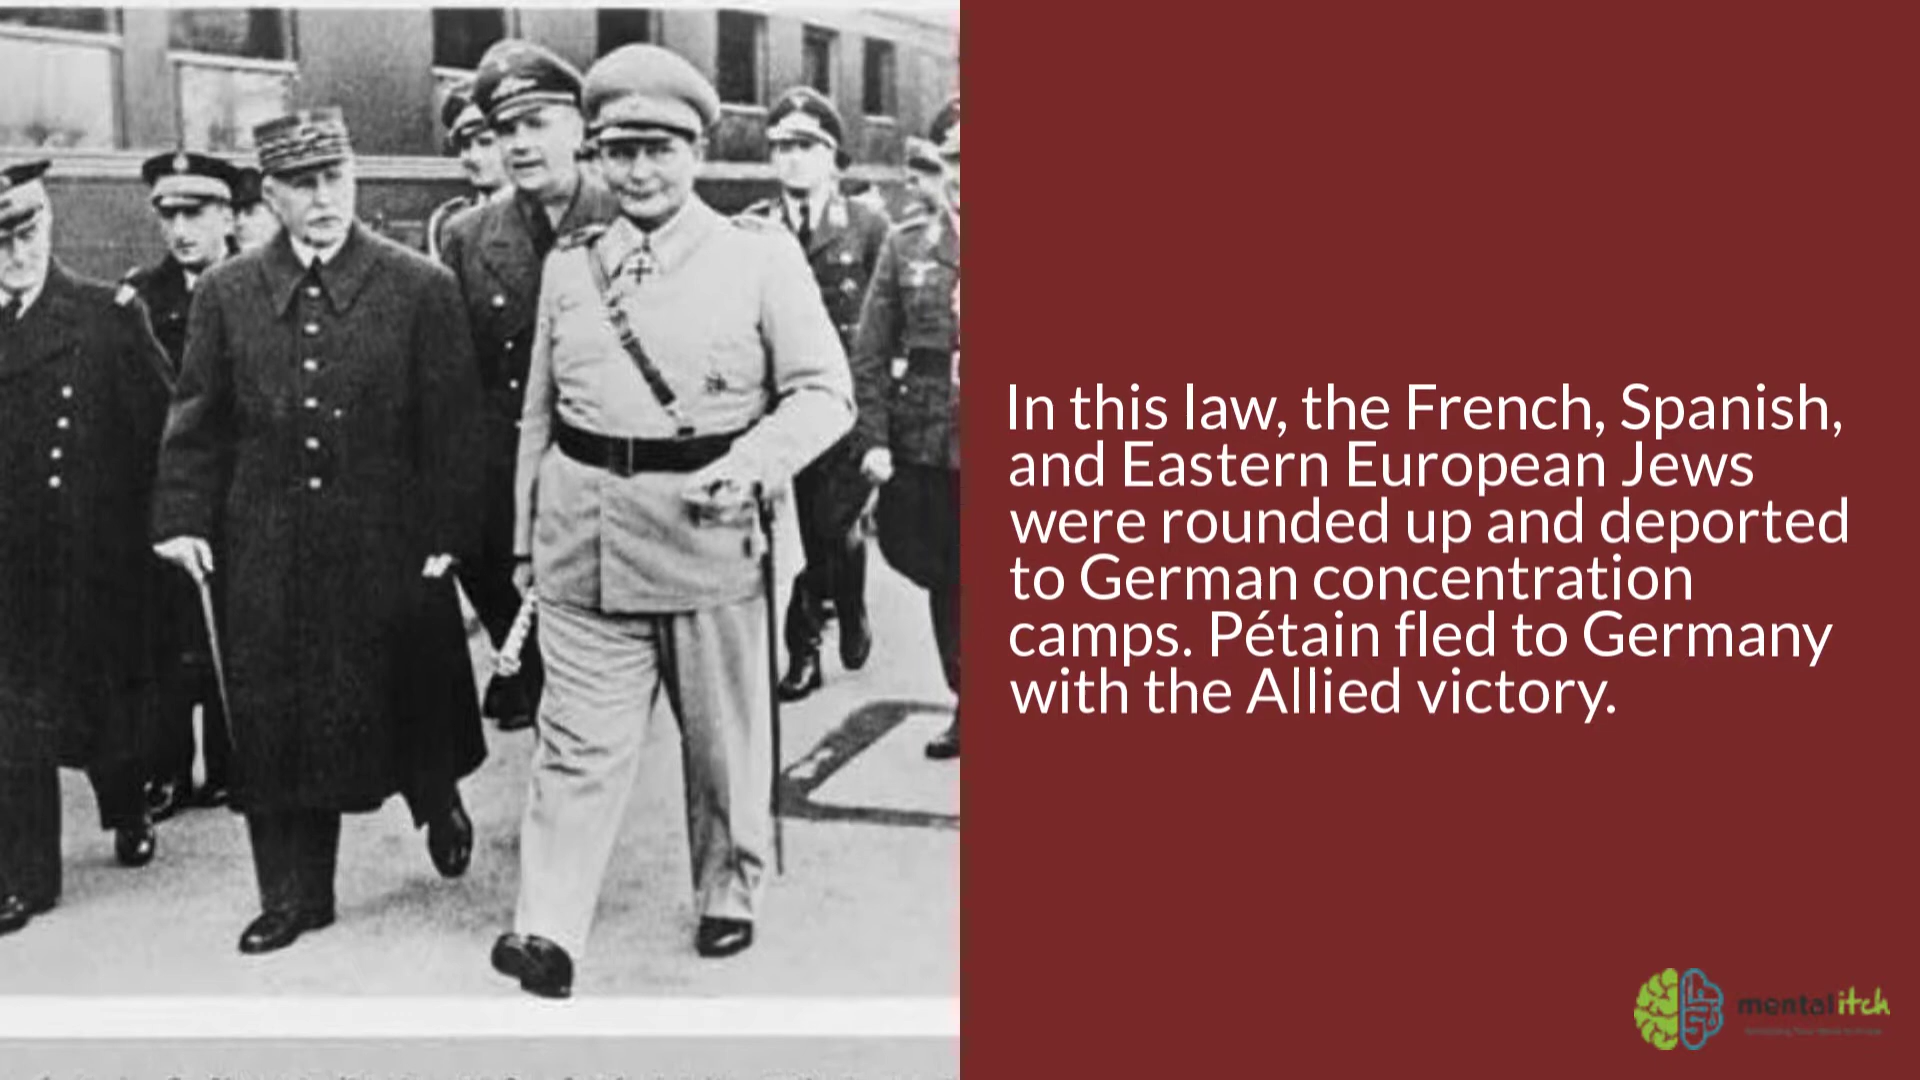 In this law, the French, Spanish,
and Eastern European Jews
were rounded up and deported
to German concentration
camps. Pétain fled to Germany
with the Allied victory.
mentalitch